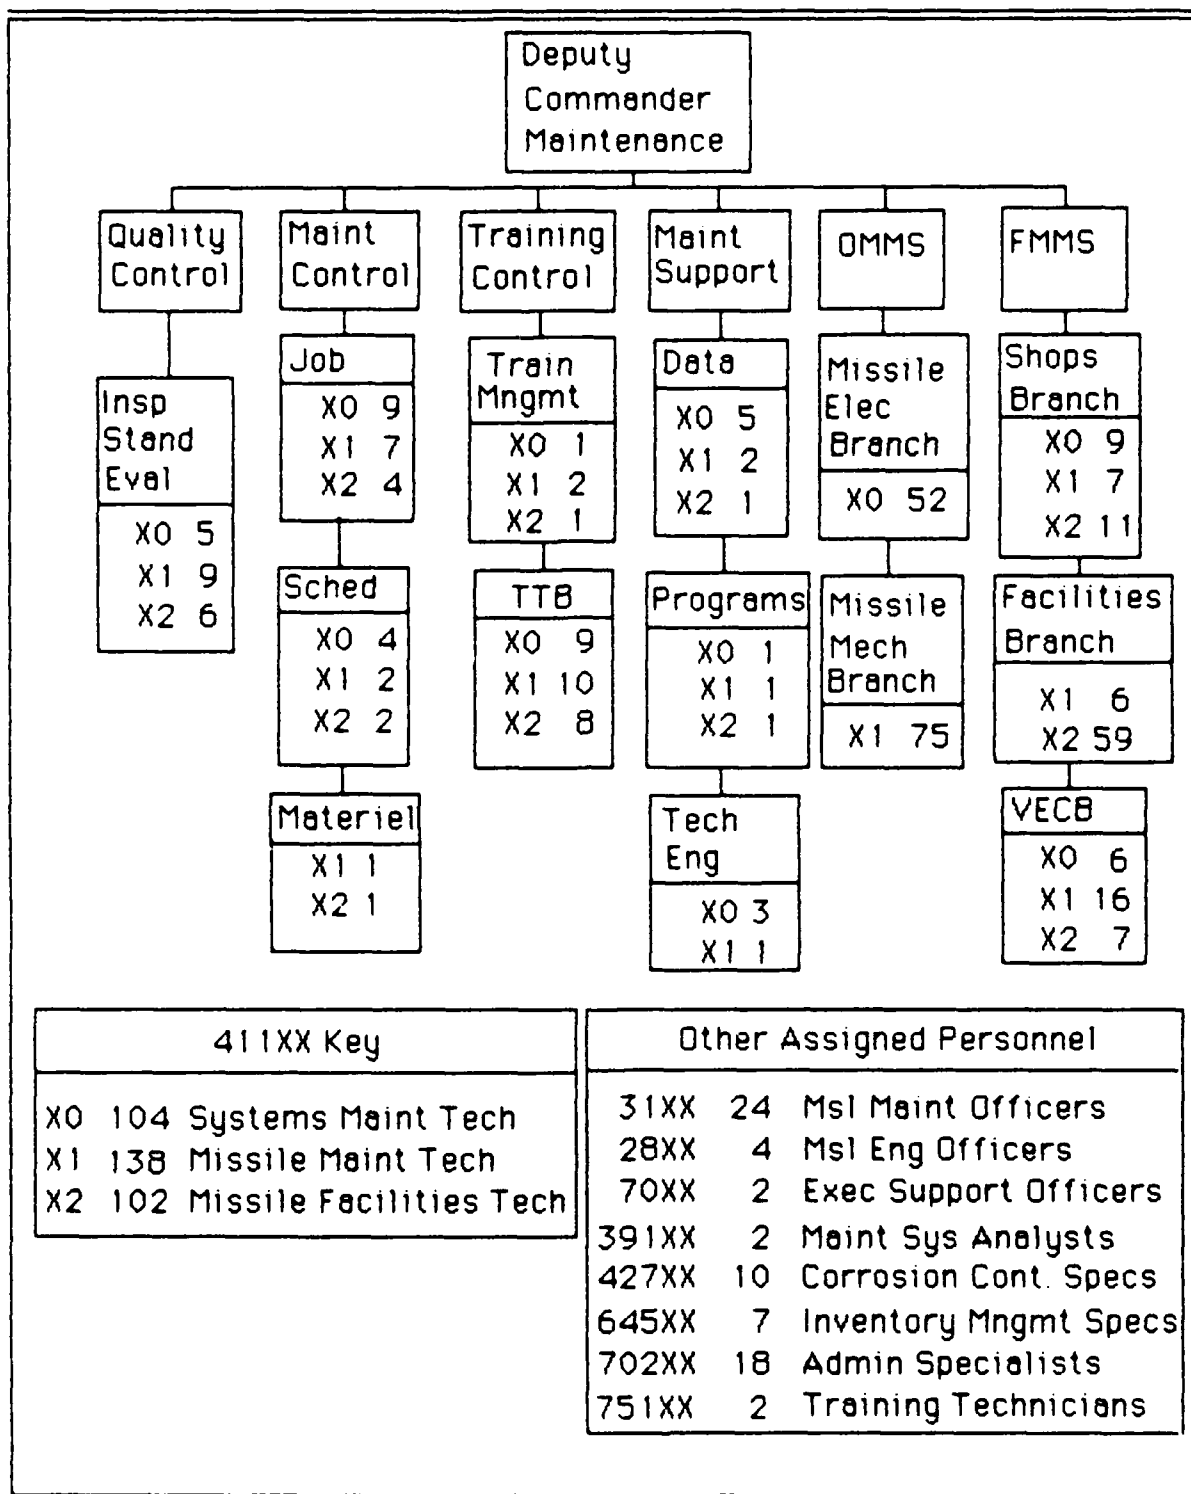 Deputy
Commander
Maintenance
Quality
Control
Maint
Control
Training
Control
Maint
Support
OMMS
FMMS
Insp
Stand
Eval
X0 5
X1 9
X2 6
Job
X0 9
X1 7
X2 4
Sched
X0 4
X1 2
X2 2
Materiel
X1 1
X2 1
Train
Mngmt
X0 1
X1 2
X2 1
TTB
X0 9
X1 10
X2 8
Data
X0 5
X1 2
X2 1
Programs
X0 1
X1 1
X2 1
Tech
Eng
X0 3
X1 1
Missile
Elec
Branch
X0 52
Missile
Mech
Branch
X1 75
Shops
Branch
X0 9
X1 7
X2 11
Facilities
Branch
X1 6
X2 59
VECB
X0 6
X1 16
X2 7
411XX Key
X0 104 Systems Maint Tech
X1 138 Missile Maint Tech
X2 102 Missile Facilities Tech
Other Assigned Personnel
31XX 24 Msl Maint Officers
28XX 4 Msl Eng Officers
70XX 2 Exec Support Officers
391XX 2 Maint Sys Analysts
427XX 10 Corrosion Cont. Specs
645XX 7 Inventory Mngmt Specs
702XX 18 Admin Specialists
751XX 2 Training Technicians